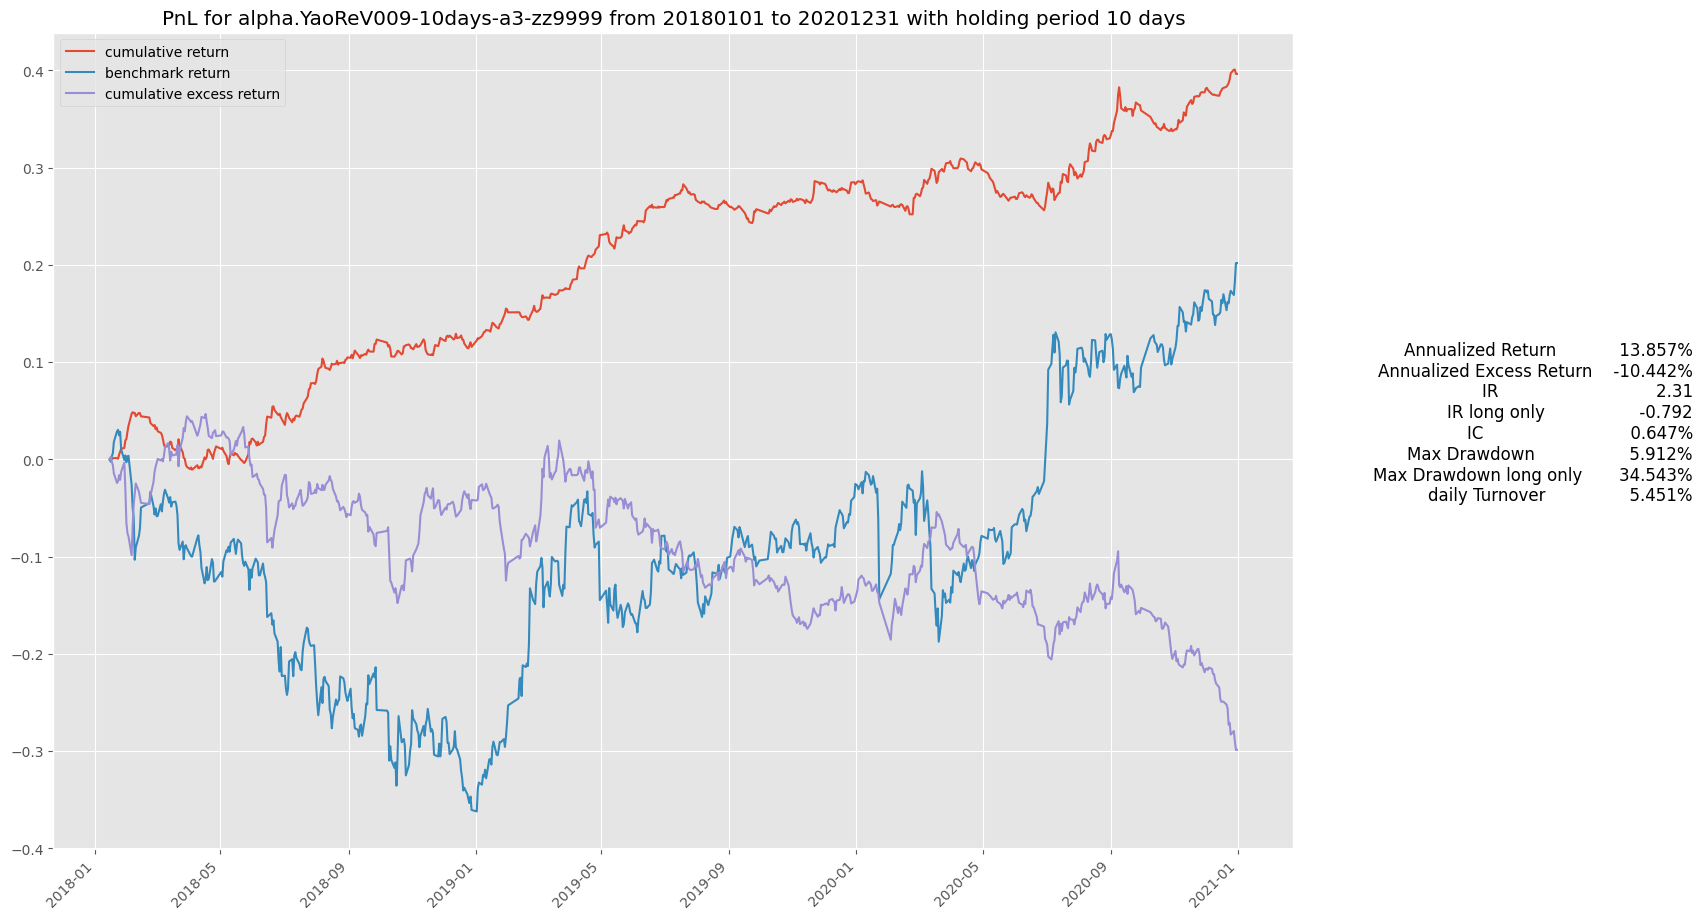 PnL for alpha.YaoReV009-10days-a3-zz9999 from 20180101 to 20201231 with holding period 10 days
cumulative return
benchmark return
cumulative excess return
0.4
0.3
0.2
0.1
0.0
−0.1
−0.2
−0.3
−0.4
2018-01
2018-05
2018-09
2019-01
2019-05
2019-09
2020-01
2020-05
2020-09
2021-01
Annualized Return 13.857%
Annualized Excess Return -10.442%
IR 2.31
IR long only -0.792
IC 0.647%
Max Drawdown 5.912%
Max Drawdown long only 34.543%
daily Turnover 5.451%